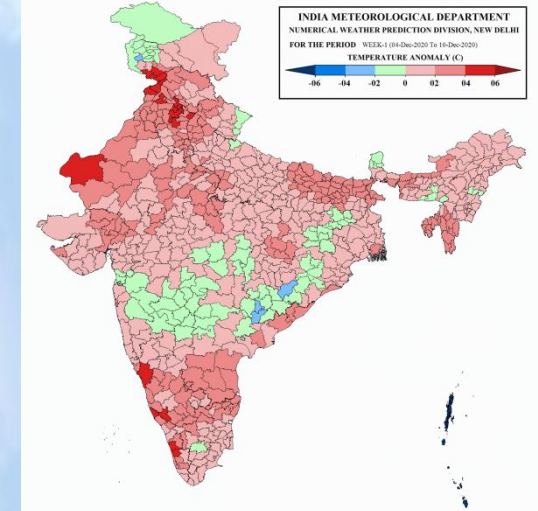 INDIA METEOROLOGICAL DEPARTMENT
NUMERICAL WEATHER PREDICTION DIVISION, NEW DELHI
FOR THE PERIOD WEEK-1 (04-Dec-2020 To 10-Dec-2020)
TEMPERATURE ANOMALY (C)
-06 -04 -02 0 02 04 06